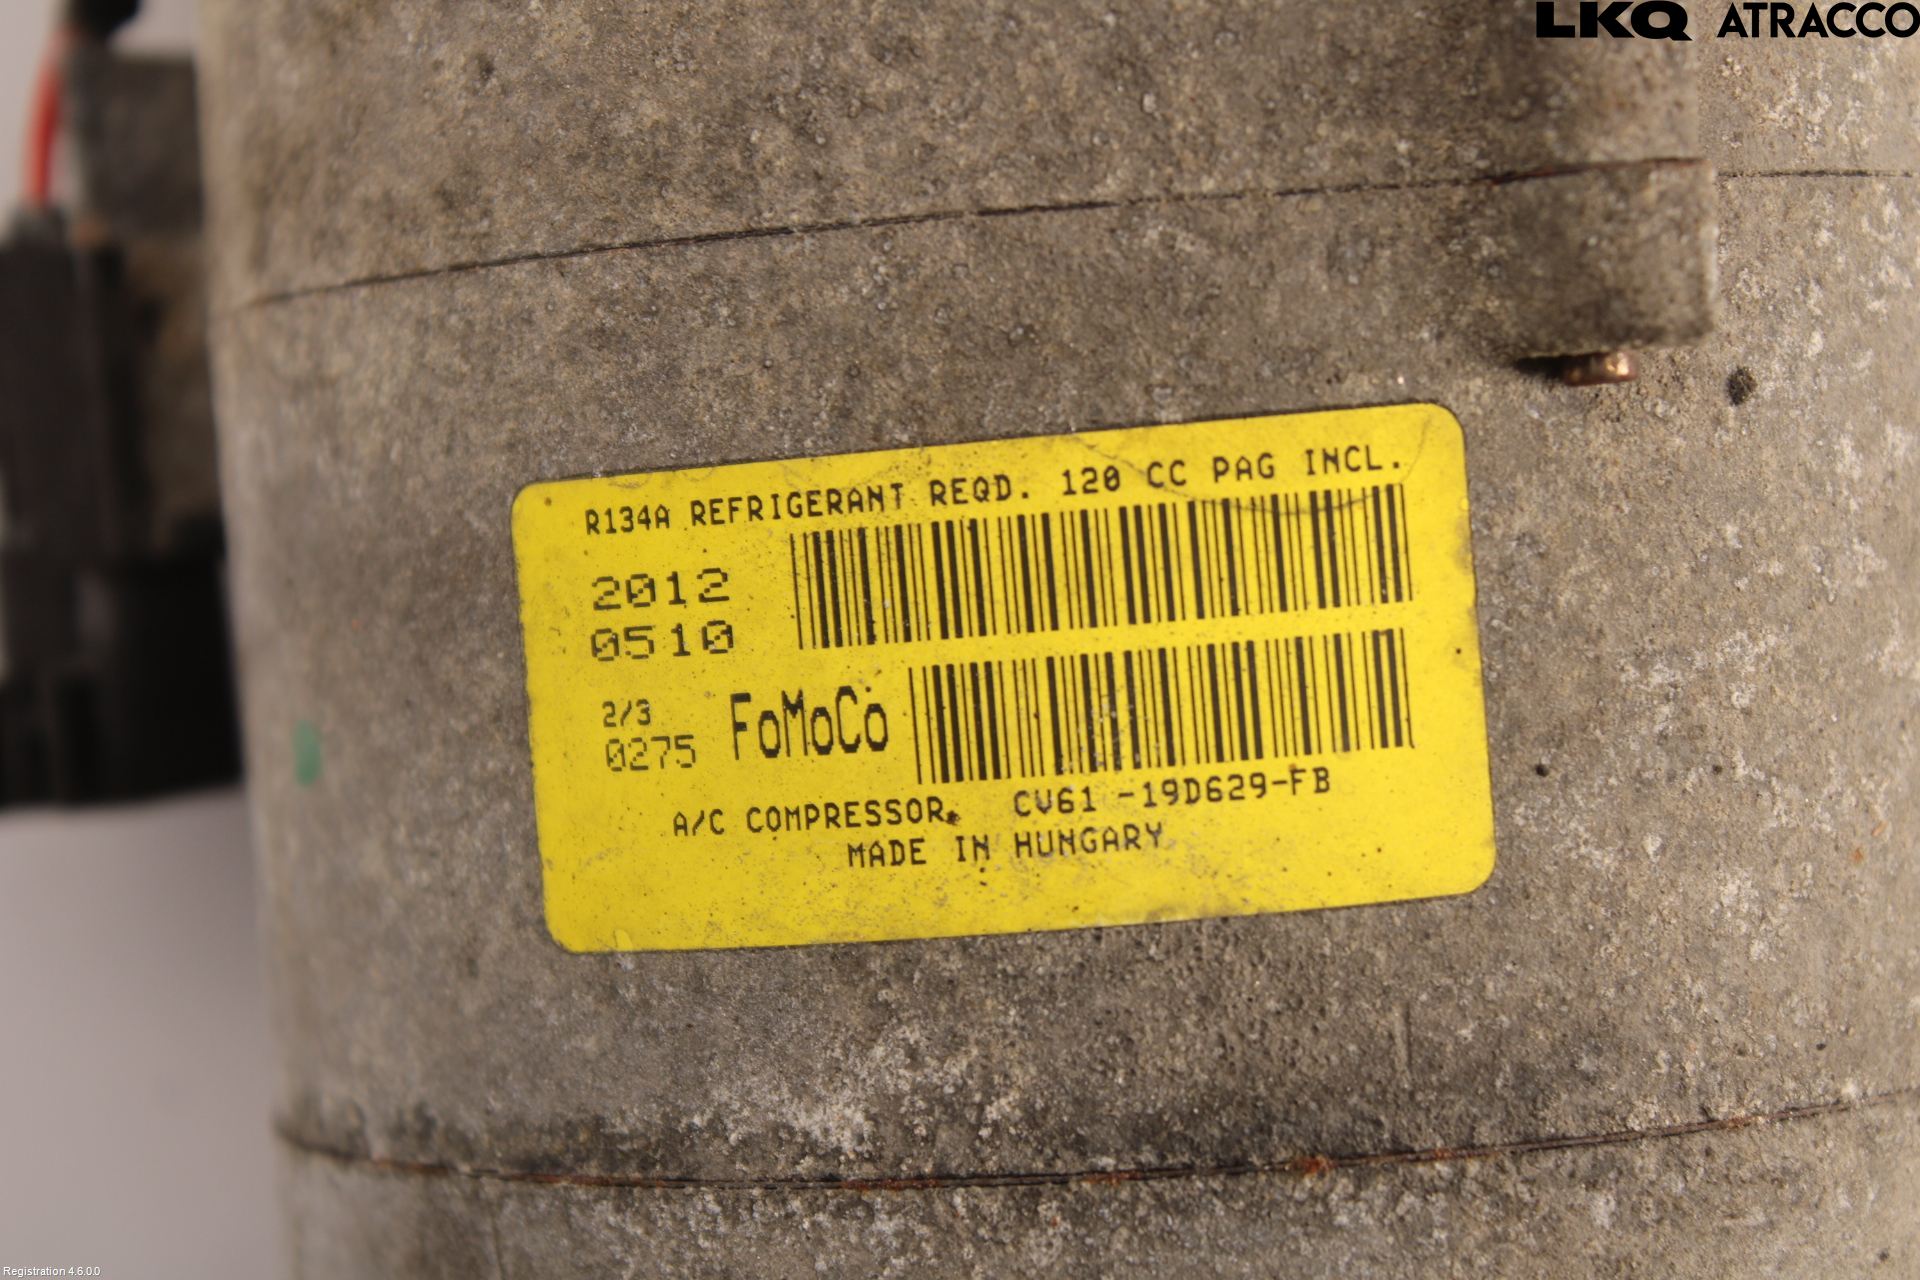 LKQ ATRACCO
R134A REFRIGERANT REQD. 120 CC PAG INCL.
2012
0510
2/3
0275
FoMoCo
A/C COMPRESSOR. CV61 -19D629-FB
MADE IN HUNGARY
Registration 4.6.0.0